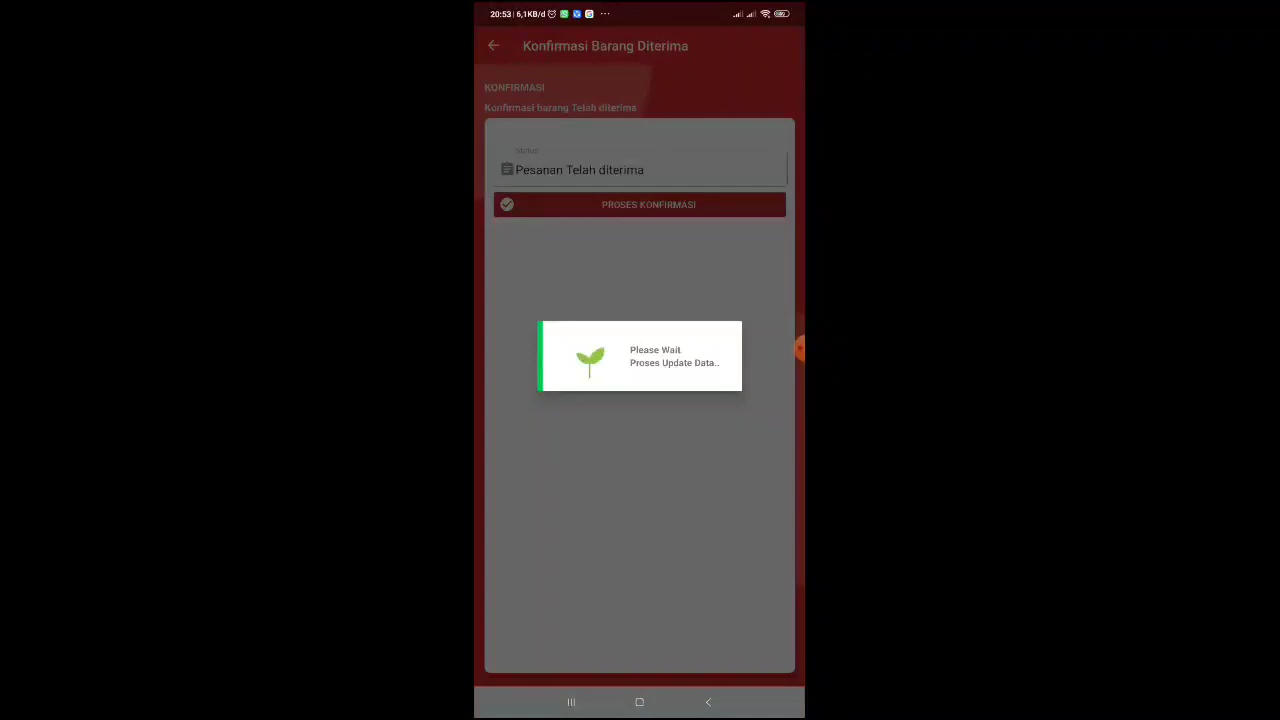 20:53 | 6,1KB/d
Konfirmasi Barang Diterima
KONFIRMASI
Konfirmasi barang Telah diterima
Status
Pesanan Telah diterima
PROSES KONFIRMASI
Please Wait
Proses Update Data..